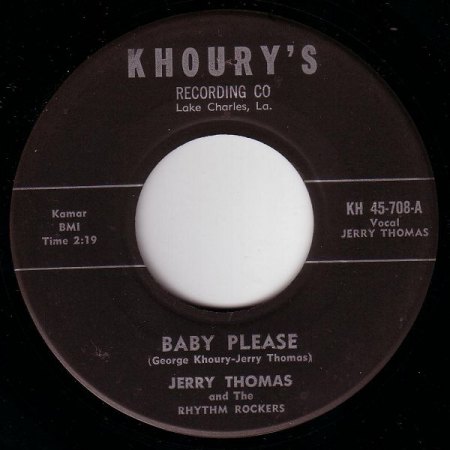 KHOURY'S
RECORDING CO
Lake Charles, La.
Kamar
BMI
Time 2:19
KH 45-708-A
Vocal
JERRY THOMAS
BABY PLEASE
(George Khoury-Jerry Thomas)
JERRY THOMAS
and The
RHYTHM ROCKERS